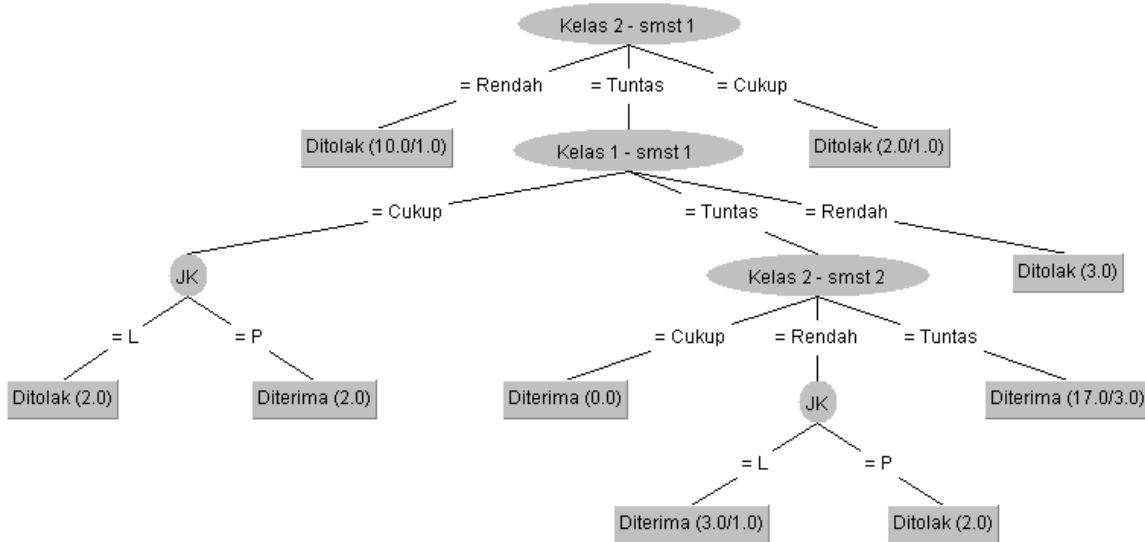 Kelas 2 - smst 1
= Rendah
= Tuntas
= Cukup
Ditolak (10.0/1.0)
Kelas 1 - smst 1
Ditolak (2.0/1.0)
= Cukup
= Tuntas
= Rendah
JK
Kelas 2 - smst 2
Ditolak (3.0)
= L
= P
= Cukup
= Rendah
= Tuntas
Ditolak (2.0)
Diterima (2.0)
Diterima (0.0)
JK
Diterima (17.0/3.0)
= L
= P
Diterima (3.0/1.0)
Ditolak (2.0)